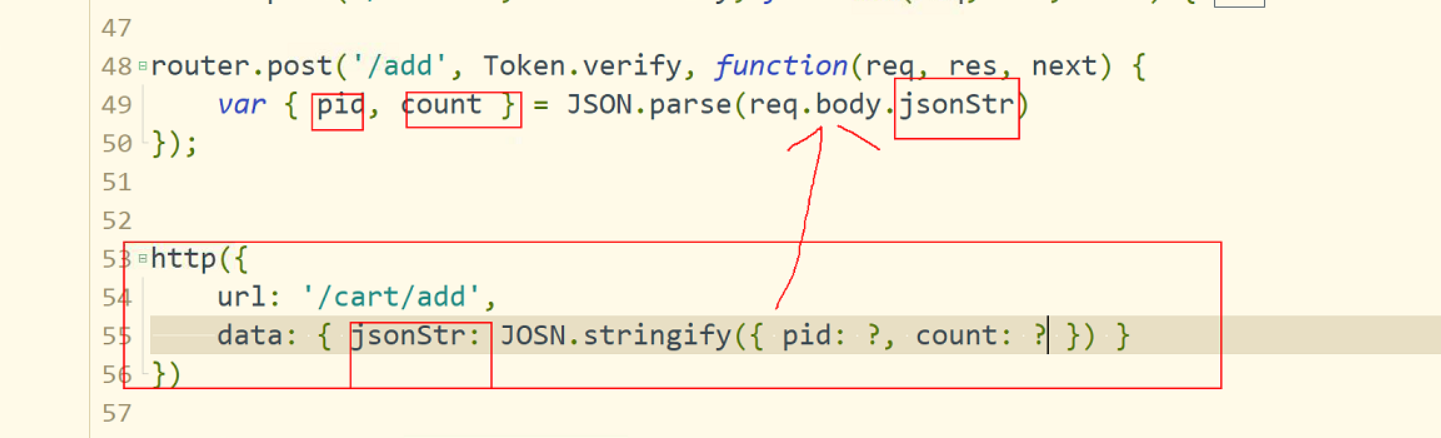 47
48 router.post('/add', Token.verify, function(req, res, next) {
49 var { pid, count } = JSON.parse(req.body.jsonStr)
50 });
51
52
53 http({
54 url: '/cart/add',
55 data: { jsonStr: JOSN.stringify({ pid: ?, count: ? }) }
56 })
57